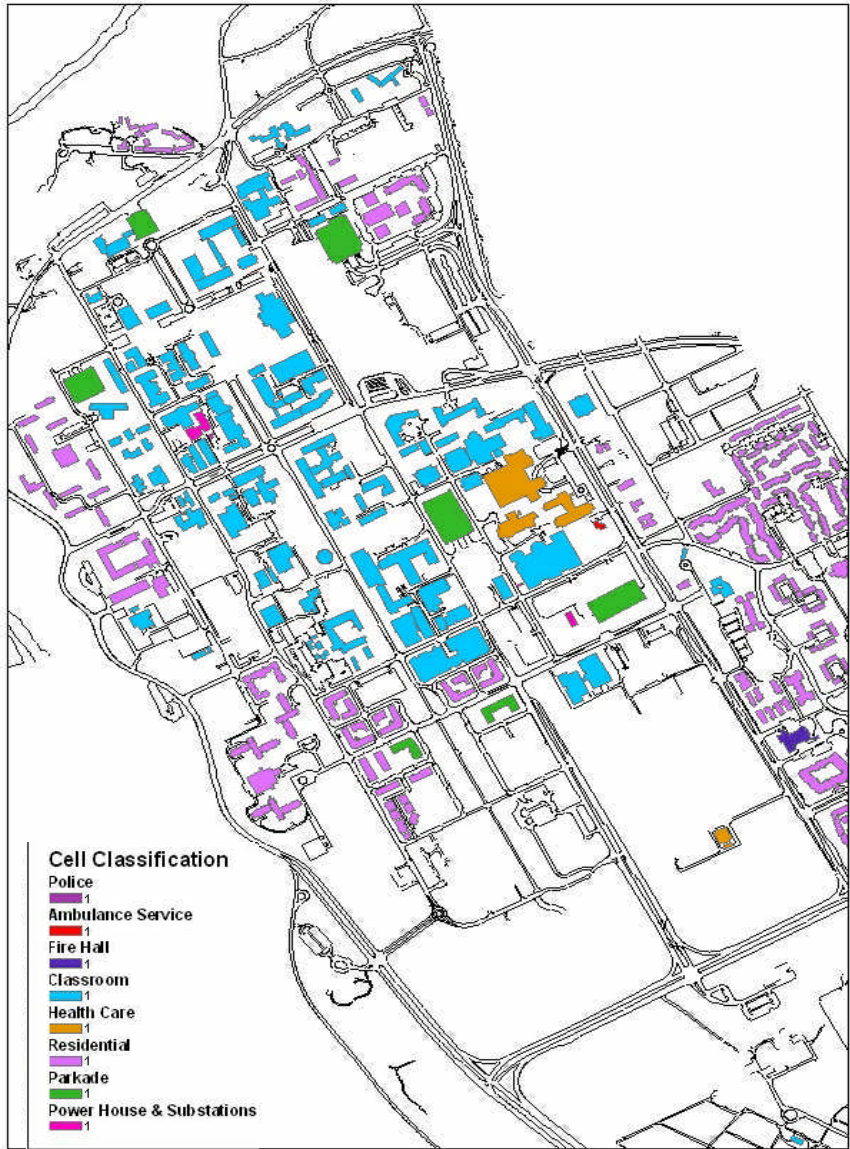 Cell Classification
Police
1
Ambulance Service
1
Fire Hall
1
Classroom
1
Health Care
1
Residential
1
Parkade
1
Power House & Substations
1